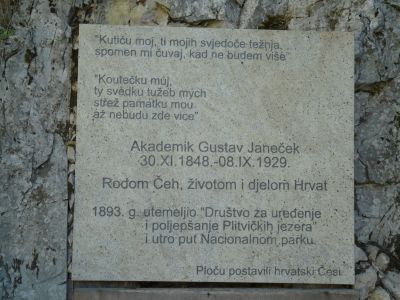 "Kutiću moj, ti mojih svjedoče težnja,
spomen mi čuvaj, kad ne budem više"
"Koutečku můj,
ty svědku tužeb mých
střež památku mou
až nebudu zde vice"
Akademik Gustav Janeček
30.XI.1848.-08.IX.1929.
Rodom Čeh, životom i djelom Hrvat
1893. g. utemeljio "Društvo za uređenje
i poljepšanje Plitvičkih jezera"
i utro put Nacionalnom parku.
Ploču postavili hrvatski Česi